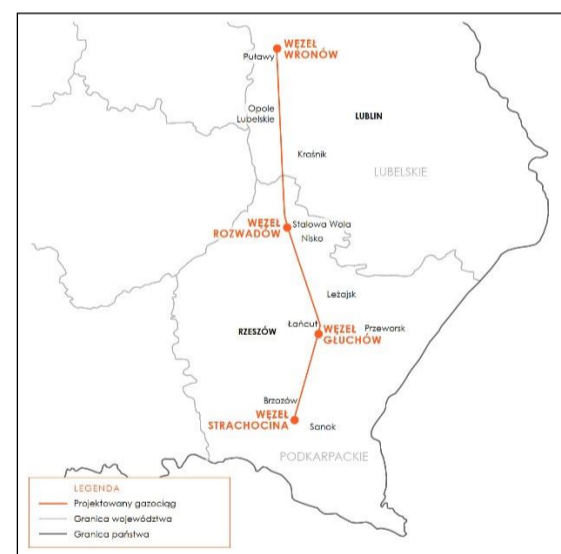 WĘZEŁ
WRONÓW
Puławy
Opole
Lubelskie
LUBLIN
Kraśnik
LUBELSKIE
WĘZEŁ
ROZWADÓW
Stalowa Wola
Nisko
Leżajsk
Łańcut
RZESZÓW
WĘZEŁ
GŁUCHÓW
Przeworsk
Brzozów
WĘZEŁ
STRACHOCINA
Sanok
PODKARPACKIE
LEGENDA
Projektowany gazociąg
Granica województwa
Granica państwa